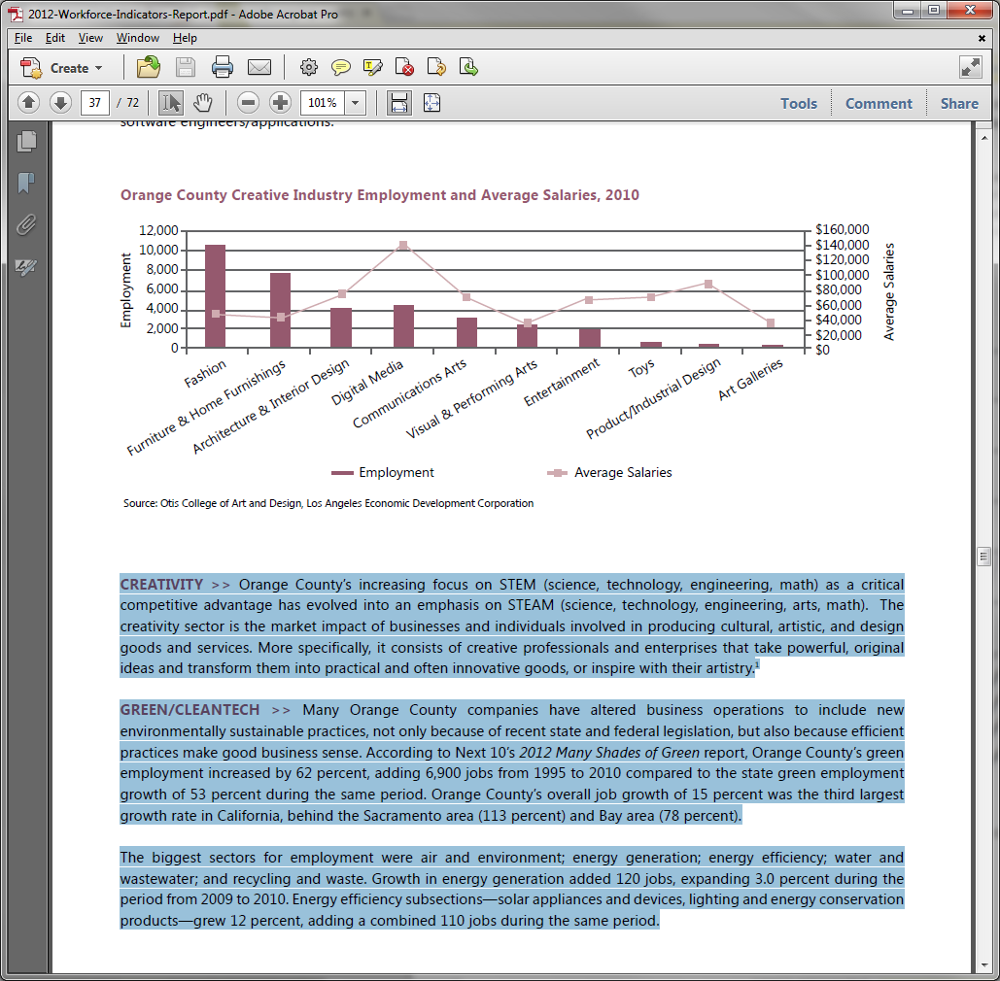 2012-Workforce-Indicators-Report.pdf - Adobe Acrobat Pro
File Edit View Window Help
Create
37 / 72 101% Tools Comment Share
software engineers/applications.
Orange County Creative Industry Employment and Average Salaries, 2010
Employment
12,000
10,000
8,000
6,000
4,000
2,000
0
$160,000
$140,000
$120,000
$100,000
$80,000
$60,000
$40,000
$20,000
$0
Average Salaries
Fashion
Furniture & Home Furnishings
Architecture & Interior Design
Digital Media
Communications Arts
Visual & Performing Arts
Entertainment
Toys
Product/Industrial Design
Art Galleries
Employment Average Salaries
Source: Otis College of Art and Design, Los Angeles Economic Development Corporation
CREATIVITY >> Orange County's increasing focus on STEM (science, technology, engineering, math) as a critical
competitive advantage has evolved into an emphasis on STEAM (science, technology, engineering, arts, math). The
creativity sector is the market impact of businesses and individuals involved in producing cultural, artistic, and design
goods and services. More specifically, it consists of creative professionals and enterprises that take powerful, original
ideas and transform them into practical and often innovative goods, or inspire with their artistry.¹
GREEN/CLEANTECH >> Many Orange County companies have altered business operations to include new
environmentally sustainable practices, not only because of recent state and federal legislation, but also because efficient
practices make good business sense. According to Next 10's 2012 Many Shades of Green report, Orange County's green
employment increased by 62 percent, adding 6,900 jobs from 1995 to 2010 compared to the state green employment
growth of 53 percent during the same period. Orange County's overall job growth of 15 percent was the third largest
growth rate in California, behind the Sacramento area (113 percent) and Bay area (78 percent).
The biggest sectors for employment were air and environment; energy generation; energy efficiency; water and
wastewater; and recycling and waste. Growth in energy generation added 120 jobs, expanding 3.0 percent during the
period from 2009 to 2010. Energy efficiency subsections—solar appliances and devices, lighting and energy conservation
products—grew 12 percent, adding a combined 110 jobs during the same period.